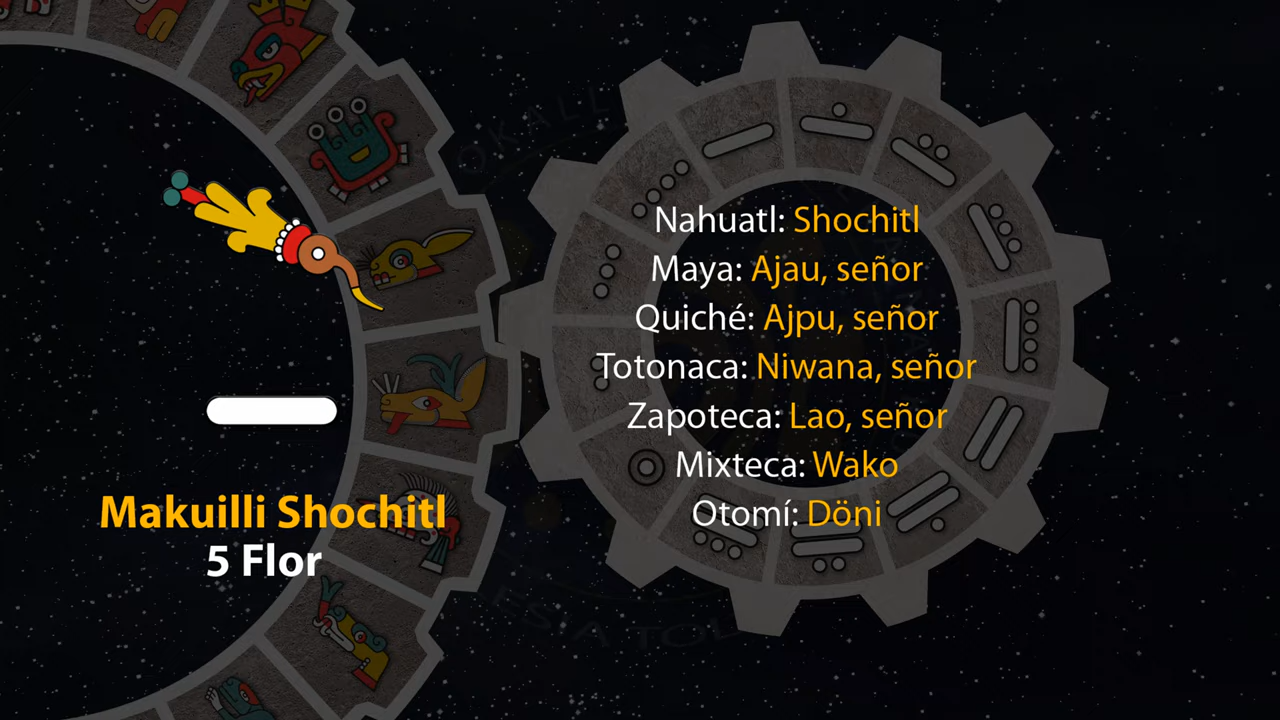 Nahuatl: Shochitl
Maya: Ajau, señor
Quiché: Ajpu, señor
Totonaca: Niwana, señor
Zapoteca: Lao, señor
Mixteca: Wako
Otomí: Döni
Makuilli Shochitl
5 Flor